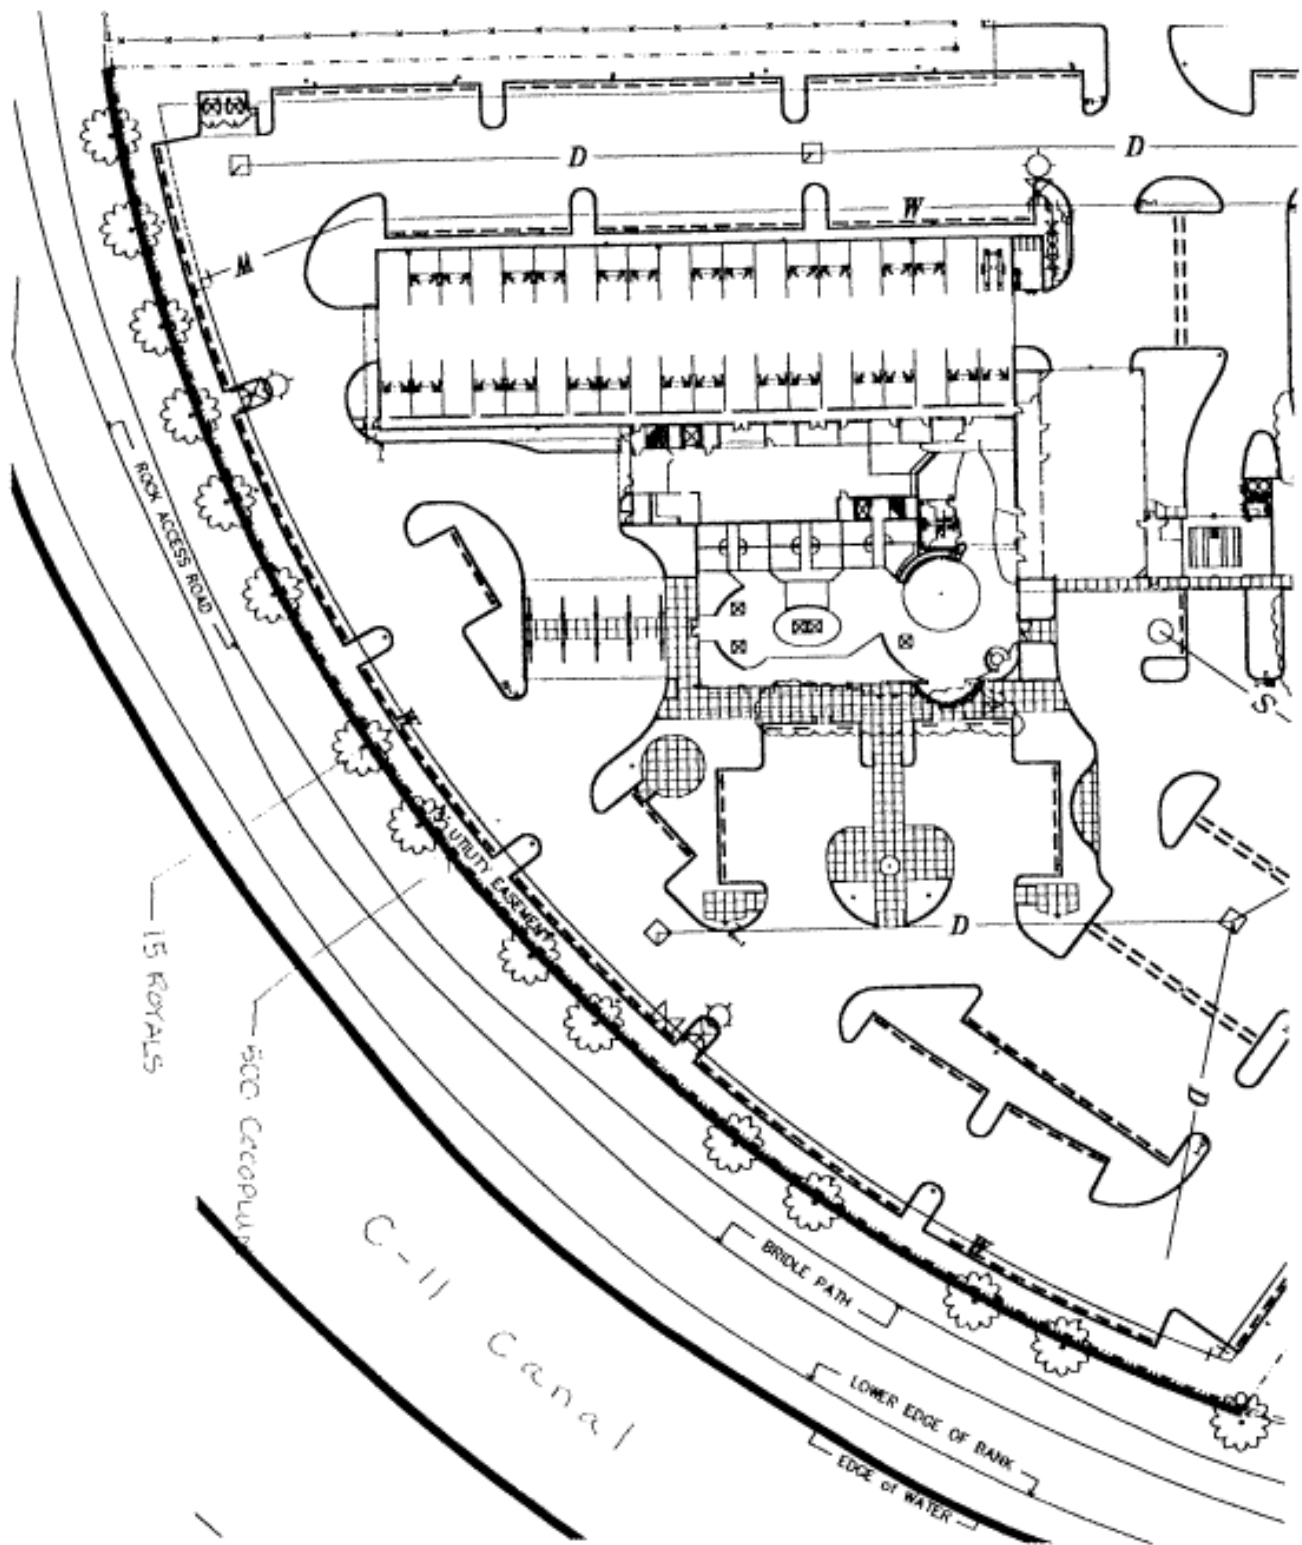 D
D
W
W
ROCK ACCESS ROAD
S
W
UTILITY EASEMENT
D
15 ROYALS
D
C-11 Canal
W
BRIDLE PATH
LOWER EDGE OF BANK
EDGE of WATER